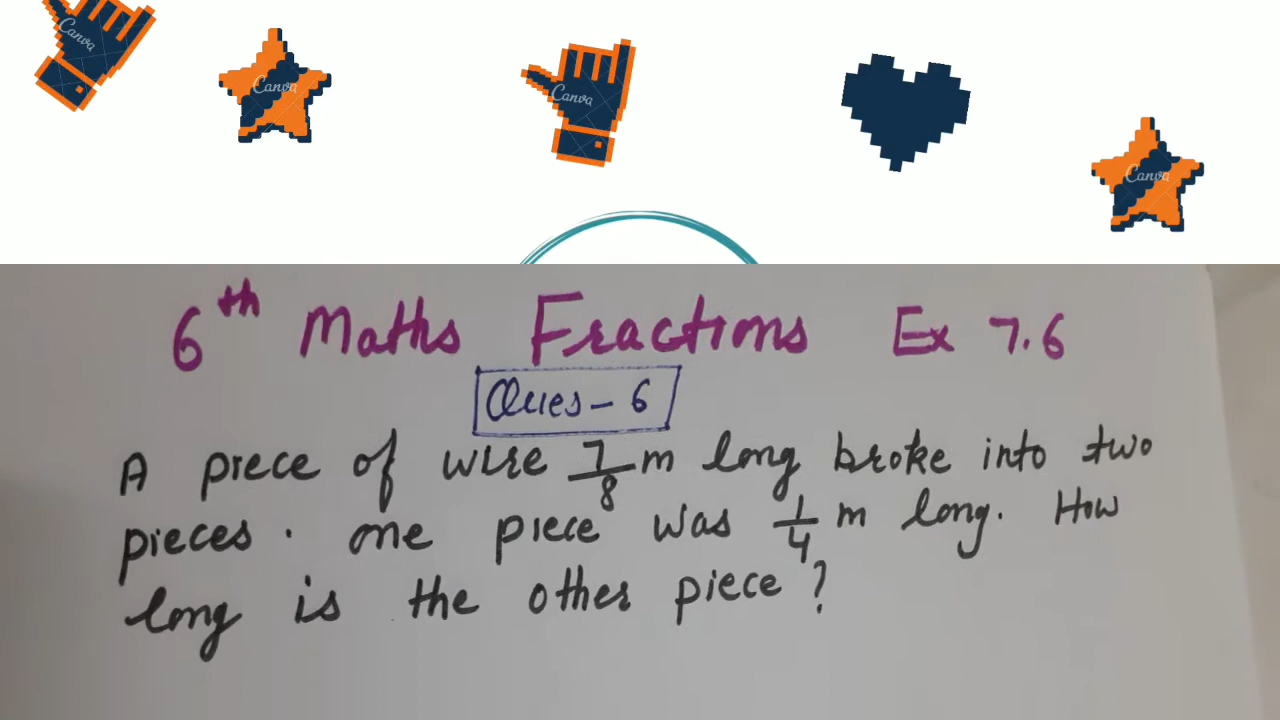 Canva
Canva
Canva
Canva
6th Maths Fractions Ex 7.6
Ques - 6
A piece of wire 7/8 m long broke into two
pieces. one piece was 1/4 m long. How
long is the other piece?